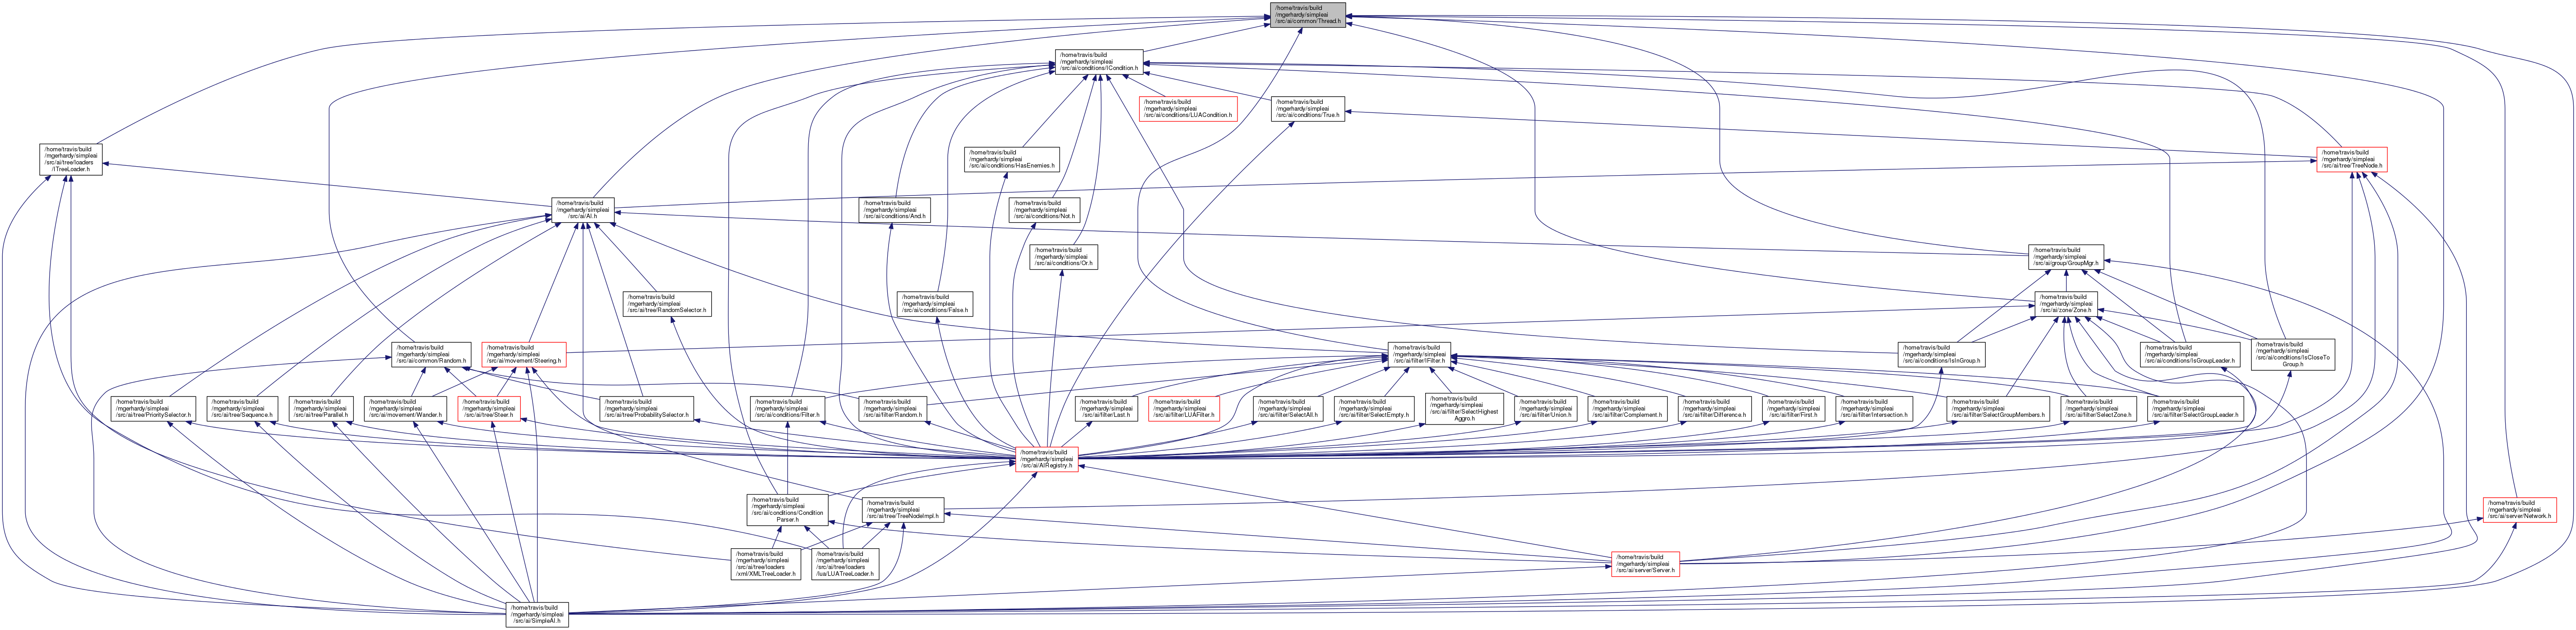 /home/travis/build
/mgerhardy/simpleai
/src/ai/common/Thread.h
/home/travis/build
/mgerhardy/simpleai
/src/ai/conditions/ICondition.h
/home/travis/build
/mgerhardy/simpleai
/src/ai/conditions/LUACondition.h
/home/travis/build
/mgerhardy/simpleai
/src/ai/conditions/True.h
/home/travis/build
/mgerhardy/simpleai
/src/ai/tree/loaders
/ITreeLoader.h
/home/travis/build
/mgerhardy/simpleai
/src/ai/conditions/HasEnemies.h
/home/travis/build
/mgerhardy/simpleai
/src/ai/tree/TreeNode.h
/home/travis/build
/mgerhardy/simpleai
/src/ai/AI.h
/home/travis/build
/mgerhardy/simpleai
/src/ai/conditions/And.h
/home/travis/build
/mgerhardy/simpleai
/src/ai/conditions/Not.h
/home/travis/build
/mgerhardy/simpleai
/src/ai/conditions/Or.h
/home/travis/build
/mgerhardy/simpleai
/src/ai/group/GroupMgr.h
/home/travis/build
/mgerhardy/simpleai
/src/ai/tree/RandomSelector.h
/home/travis/build
/mgerhardy/simpleai
/src/ai/conditions/False.h
/home/travis/build
/mgerhardy/simpleai
/src/ai/zone/Zone.h
/home/travis/build
/mgerhardy/simpleai
/src/ai/common/Random.h
/home/travis/build
/mgerhardy/simpleai
/src/ai/movement/Steering.h
/home/travis/build
/mgerhardy/simpleai
/src/ai/filter/IFilter.h
/home/travis/build
/mgerhardy/simpleai
/src/ai/conditions/IsInGroup.h
/home/travis/build
/mgerhardy/simpleai
/src/ai/conditions/IsGroupLeader.h
/home/travis/build
/mgerhardy/simpleai
/src/ai/conditions/IsCloseTo
Group.h
/home/travis/build
/mgerhardy/simpleai
/src/ai/tree/PrioritySelector.h
/home/travis/build
/mgerhardy/simpleai
/src/ai/tree/Sequence.h
/home/travis/build
/mgerhardy/simpleai
/src/ai/tree/Parallel.h
/home/travis/build
/mgerhardy/simpleai
/src/ai/movement/Wander.h
/home/travis/build
/mgerhardy/simpleai
/src/ai/tree/Steer.h
/home/travis/build
/mgerhardy/simpleai
/src/ai/tree/ProbabilitySelector.h
/home/travis/build
/mgerhardy/simpleai
/src/ai/conditions/Filter.h
/home/travis/build
/mgerhardy/simpleai
/src/ai/filter/Random.h
/home/travis/build
/mgerhardy/simpleai
/src/ai/filter/Last.h
/home/travis/build
/mgerhardy/simpleai
/src/ai/filter/LUAFilter.h
/home/travis/build
/mgerhardy/simpleai
/src/ai/filter/SelectAll.h
/home/travis/build
/mgerhardy/simpleai
/src/ai/filter/SelectEmpty.h
/home/travis/build
/mgerhardy/simpleai
/src/ai/filter/SelectHighest
Aggro.h
/home/travis/build
/mgerhardy/simpleai
/src/ai/filter/Union.h
/home/travis/build
/mgerhardy/simpleai
/src/ai/filter/Complement.h
/home/travis/build
/mgerhardy/simpleai
/src/ai/filter/Difference.h
/home/travis/build
/mgerhardy/simpleai
/src/ai/filter/First.h
/home/travis/build
/mgerhardy/simpleai
/src/ai/filter/Intersection.h
/home/travis/build
/mgerhardy/simpleai
/src/ai/filter/SelectGroupMembers.h
/home/travis/build
/mgerhardy/simpleai
/src/ai/filter/SelectZone.h
/home/travis/build
/mgerhardy/simpleai
/src/ai/filter/SelectGroupLeader.h
/home/travis/build
/mgerhardy/simpleai
/src/ai/AIRegistry.h
/home/travis/build
/mgerhardy/simpleai
/src/ai/conditions/Condition
Parser.h
/home/travis/build
/mgerhardy/simpleai
/src/ai/tree/TreeNodeImpl.h
/home/travis/build
/mgerhardy/simpleai
/src/ai/server/Network.h
/home/travis/build
/mgerhardy/simpleai
/src/ai/tree/loaders
/xml/XMLTreeLoader.h
/home/travis/build
/mgerhardy/simpleai
/src/ai/tree/loaders
/lua/LUATreeLoader.h
/home/travis/build
/mgerhardy/simpleai
/src/ai/server/Server.h
/home/travis/build
/mgerhardy/simpleai
/src/ai/SimpleAI.h